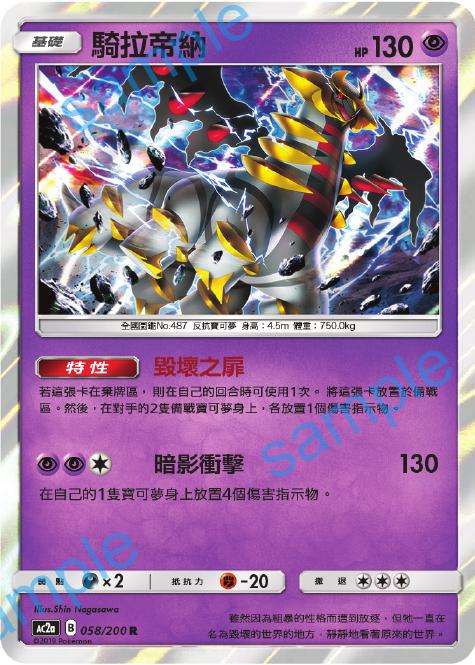 基礎 騎拉帝納 HP 130
全國圖鑑No.487 反抗寶可夢 身高：4.5m 體重：750.0kg
特性 毀壞之扉
若這張卡在棄牌區，則在自己的回合時可使用1次。將這張卡放置於備戰
區。然後，在對手的2隻備戰寶可夢身上，各放置1個傷害指示物。
暗影衝擊 130
在自己的1隻寶可夢身上放置4個傷害指示物。
弱點 ×2 抵抗力 -20 撤退
Illus.Shin Nagasawa
雖然因為粗暴的性格而遭到放逐，但牠一直在
名為毀壞的世界的地方，靜靜地看著原來的世界。
AC2a B 058/200 R
©2019 Pokémon
sample
sample
sample